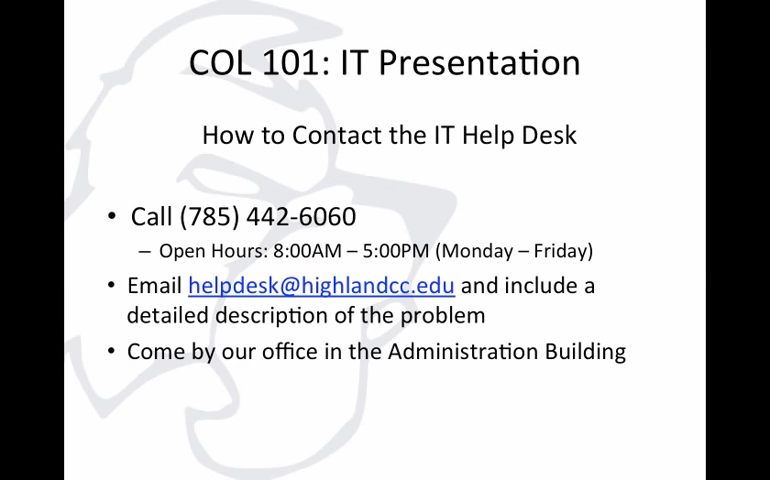 COL 101: IT Presentation
How to Contact the IT Help Desk
• Call (785) 442-6060
– Open Hours: 8:00AM – 5:00PM (Monday – Friday)
• Email helpdesk@highlandcc.edu and include a
detailed description of the problem
• Come by our office in the Administration Building